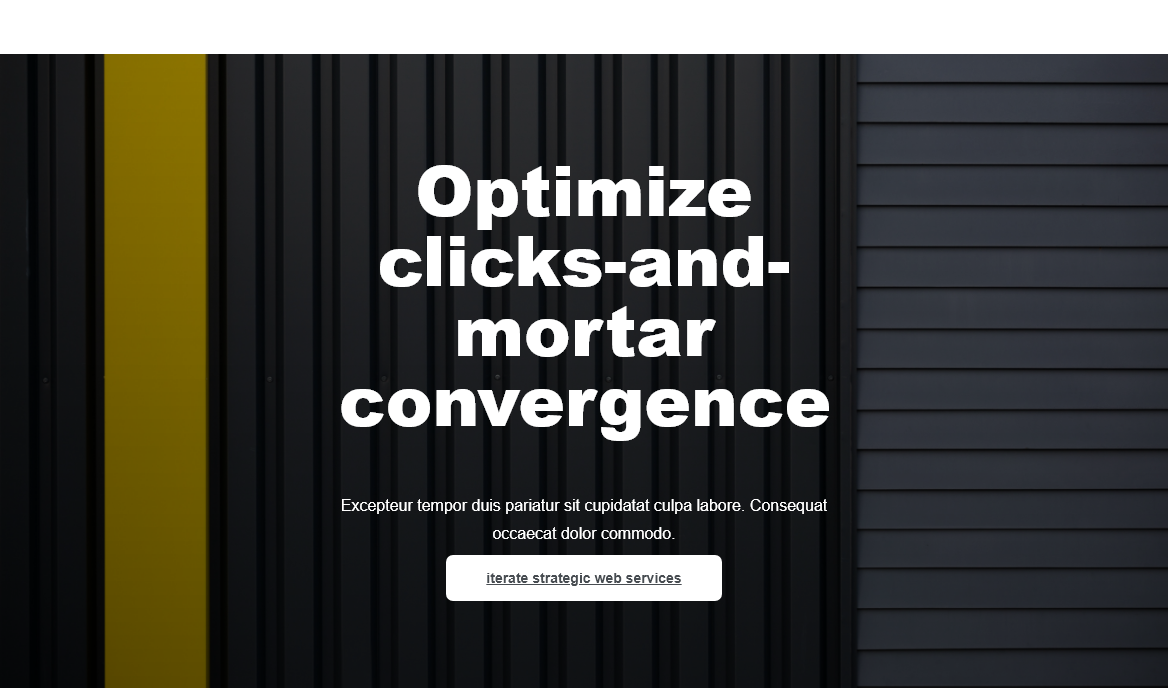 Optimize
clicks-and-
mortar
convergence
Excepteur tempor duis pariatur sit cupidatat culpa labore. Consequat
occaecat dolor commodo.
iterate strategic web services